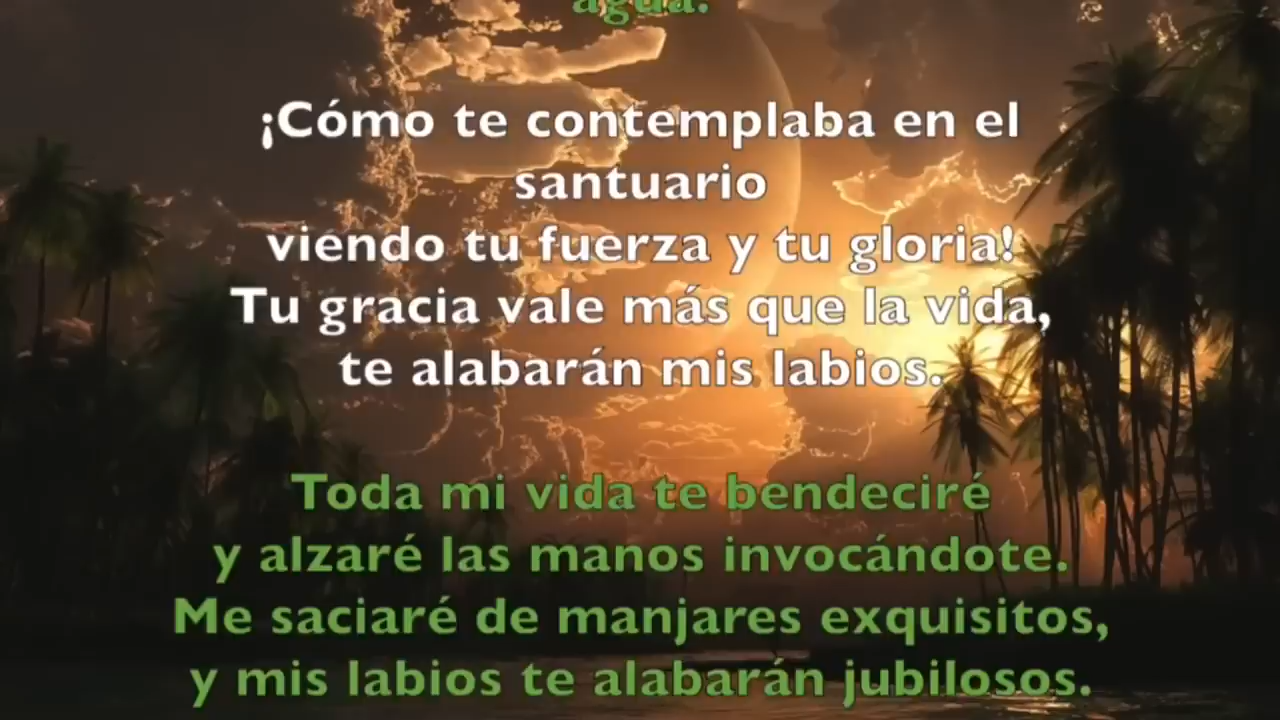 agua.
¡Cómo te contemplaba en el
santuario
viendo tu fuerza y tu gloria!
Tu gracia vale más que la vida,
te alabarán mis labios.
Toda mi vida te bendeciré
y alzaré las manos invocándote.
Me saciaré de manjares exquisitos,
y mis labios te alabarán jubilosos.